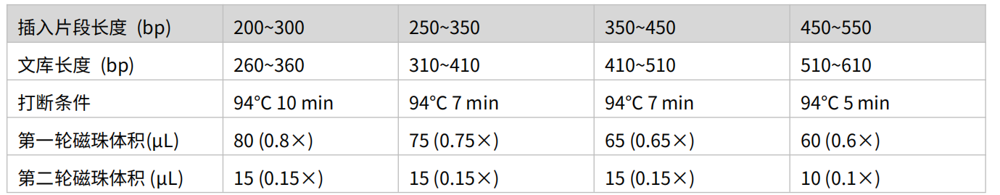 插入片段长度 (bp) 200~300 250~350 350~450 450~550
文库长度 (bp) 260~360 310~410 410~510 510~610
打断条件 94℃ 10 min 94℃ 7 min 94℃ 7 min 94℃ 5 min
第一轮磁珠体积(μL) 80 (0.8×) 75 (0.75×) 65 (0.65×) 60 (0.6×)
第二轮磁珠体积 (μL) 15 (0.15×) 15 (0.15×) 15 (0.15×) 10 (0.1×)